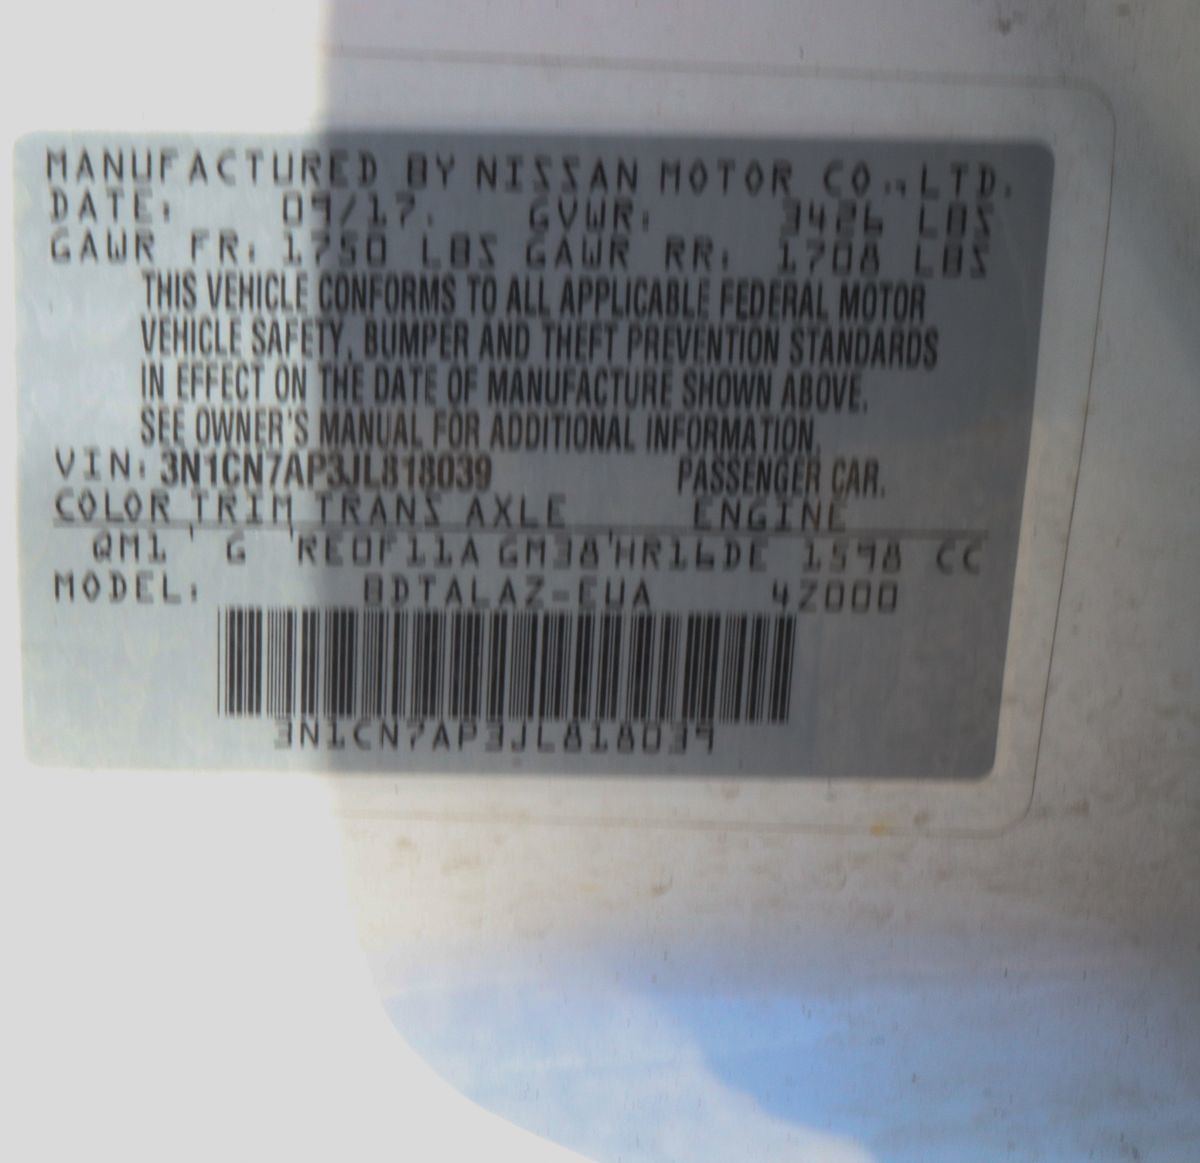 MANUFACTURED BY NISSAN MOTOR CO., LTD.
DATE: 09/17. GVWR: 3426 LBS
GAWR FR: 1750 LBS GAWR RR: 1708 LBS
THIS VEHICLE CONFORMS TO ALL APPLICABLE FEDERAL MOTOR
VEHICLE SAFETY, BUMPER AND THEFT PREVENTION STANDARDS
IN EFFECT ON THE DATE OF MANUFACTURE SHOWN ABOVE.
SEE OWNER'S MANUAL FOR ADDITIONAL INFORMATION.
VIN: 3N1CN7AP3JL818039 PASSENGER CAR.
COLOR TRIM TRANS AXLE ENGINE
QM1 ' G 'RE0F11A GM38'HR16DE 1598 CC
MODEL: BDTALAZ-EUA 4Z000
3N1CN7AP3JL818039